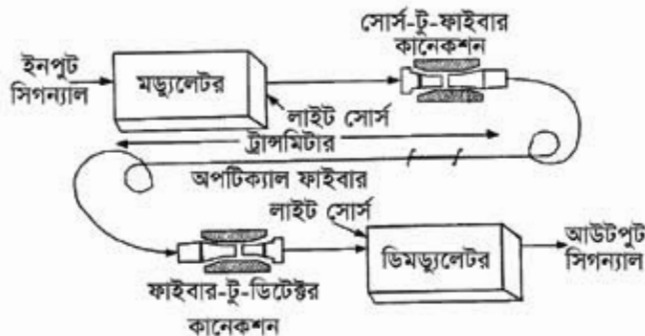 সোর্স-টু-ফাইবার
কানেকশন
ইনপুট
সিগন্যাল
মড্যুলেটর
লাইট সোর্স
ট্রান্সমিটার
অপটিক্যাল ফাইবার
লাইট সোর্স
ডিমড্যুলেটর
আউটপুট
সিগন্যাল
ফাইবার-টু-ডিটেক্টর
কানেকশন